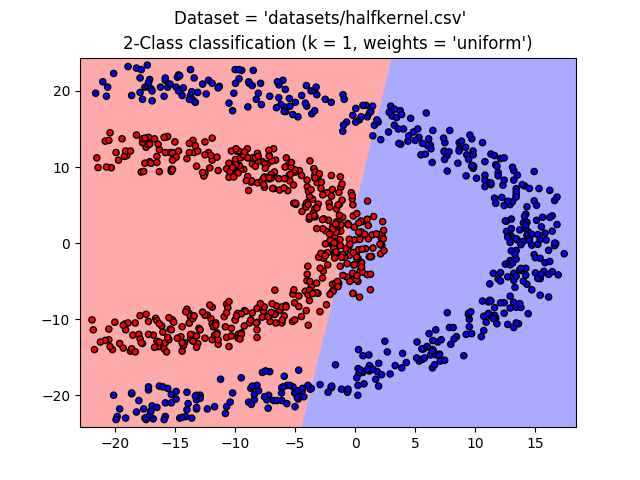 Dataset = 'datasets/halfkernel.csv'
2-Class classification (k = 1, weights = 'uniform')
20
10
0
−10
−20
−20 −15 −10 −5 0 5 10 15